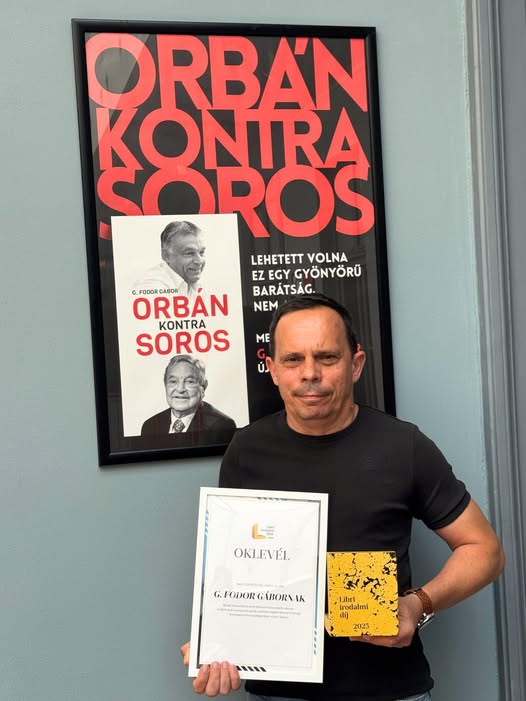 ORBÁN
KONTRA
SOROS
LEHETETT VOLNA
EZ EGY GYÖNYÖRŰ
BARÁTSÁG.
NEM
G. FODOR GÁBOR
ORBÁN
KONTRA
SOROS
OKLEVÉL
G. FODOR GÁBORNAK
Libri
irodalmi
díj
2025